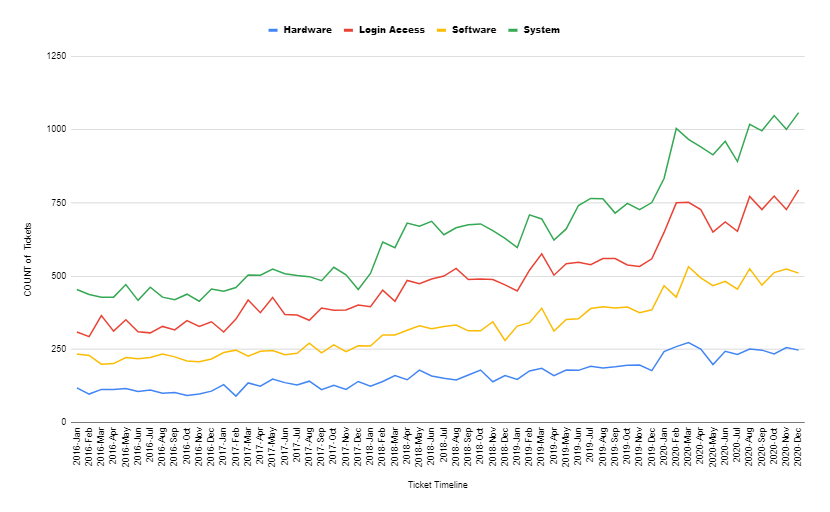 Hardware Login Access Software System
1250
1000
750
500
250
0
COUNT of Tickets
2016-Jan
2016-Feb
2016-Mar
2016-Apr
2016-May
2016-Jun
2016-Jul
2016-Aug
2016-Sep
2016-Oct
2016-Nov
2016-Dec
2017-Jan
2017-Feb
2017-Mar
2017-Apr
2017-May
2017-Jun
2017-Jul
2017-Aug
2017-Sep
2017-Oct
2017-Nov
2017-Dec
2018-Jan
2018-Feb
2018-Mar
2018-Apr
2018-May
2018-Jun
2018-Jul
2018-Aug
2018-Sep
2018-Oct
2018-Nov
2018-Dec
2019-Jan
2019-Feb
2019-Mar
2019-Apr
2019-May
2019-Jun
2019-Jul
2019-Aug
2019-Sep
2019-Oct
2019-Nov
2019-Dec
2020-Jan
2020-Feb
2020-Mar
2020-Apr
2020-May
2020-Jun
2020-Jul
2020-Aug
2020-Sep
2020-Oct
2020-Nov
2020-Dec
Ticket Timeline